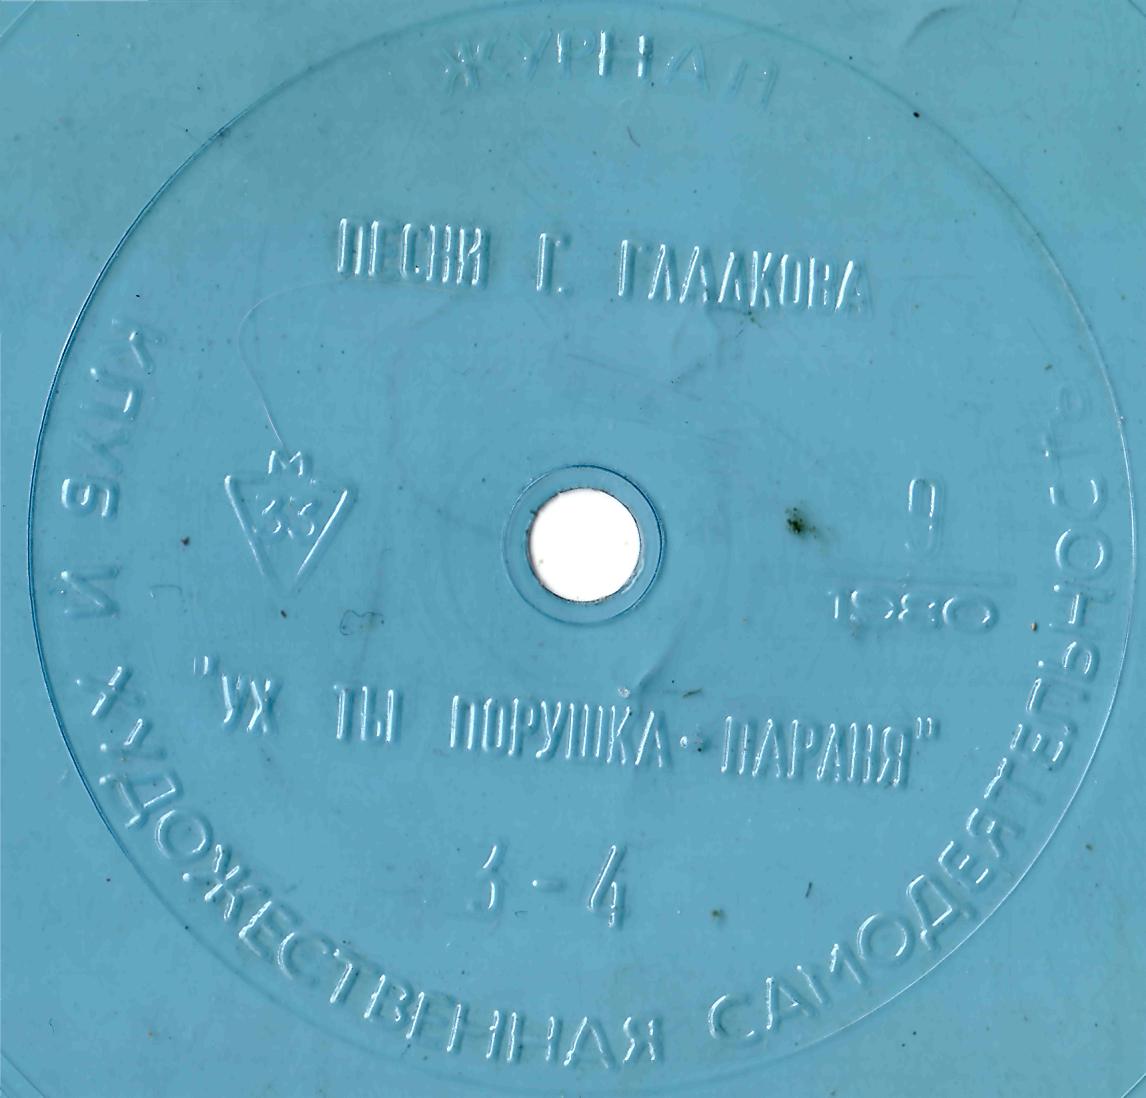 ЖУРНАЛ
ПЕСНИ Г. ГЛАДКОВА
М
33
9
1980
"УХ ТЫ ПОРУШКА-ПАРАНЯ"
3-4
КЛУБ И ХУДОЖЕСТВЕННАЯ САМОДЕЯТЕЛЬНОСТЬ